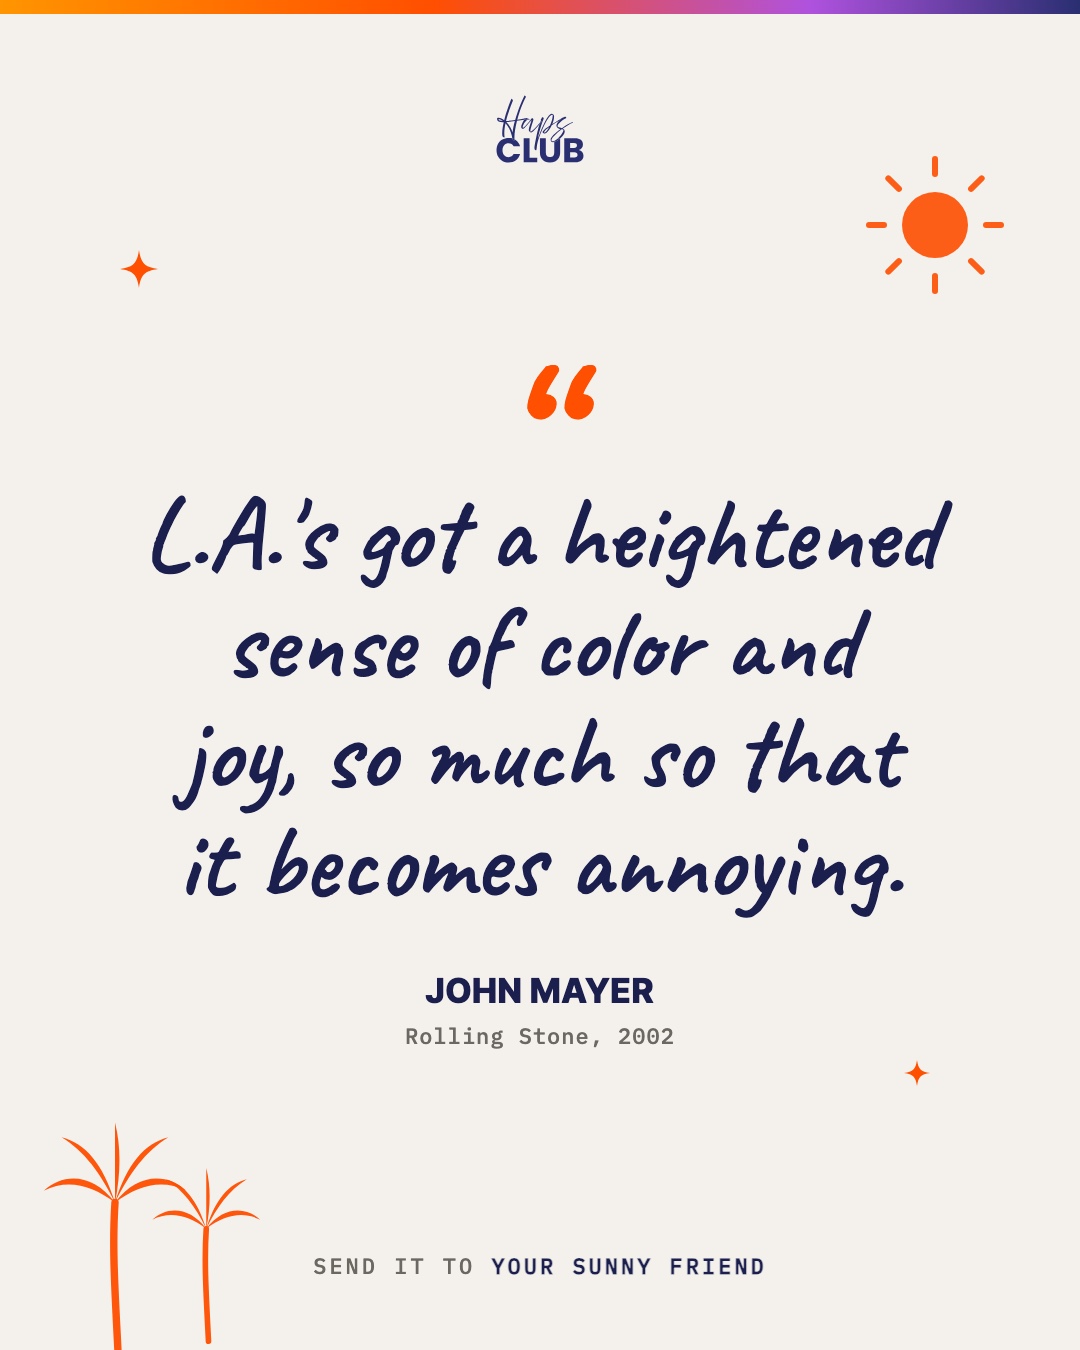 Haps
CLUB
“
L.A.'s got a heightened
sense of color and
joy, so much so that
it becomes annoying.
JOHN MAYER
Rolling Stone, 2002
SEND IT TO YOUR SUNNY FRIEND